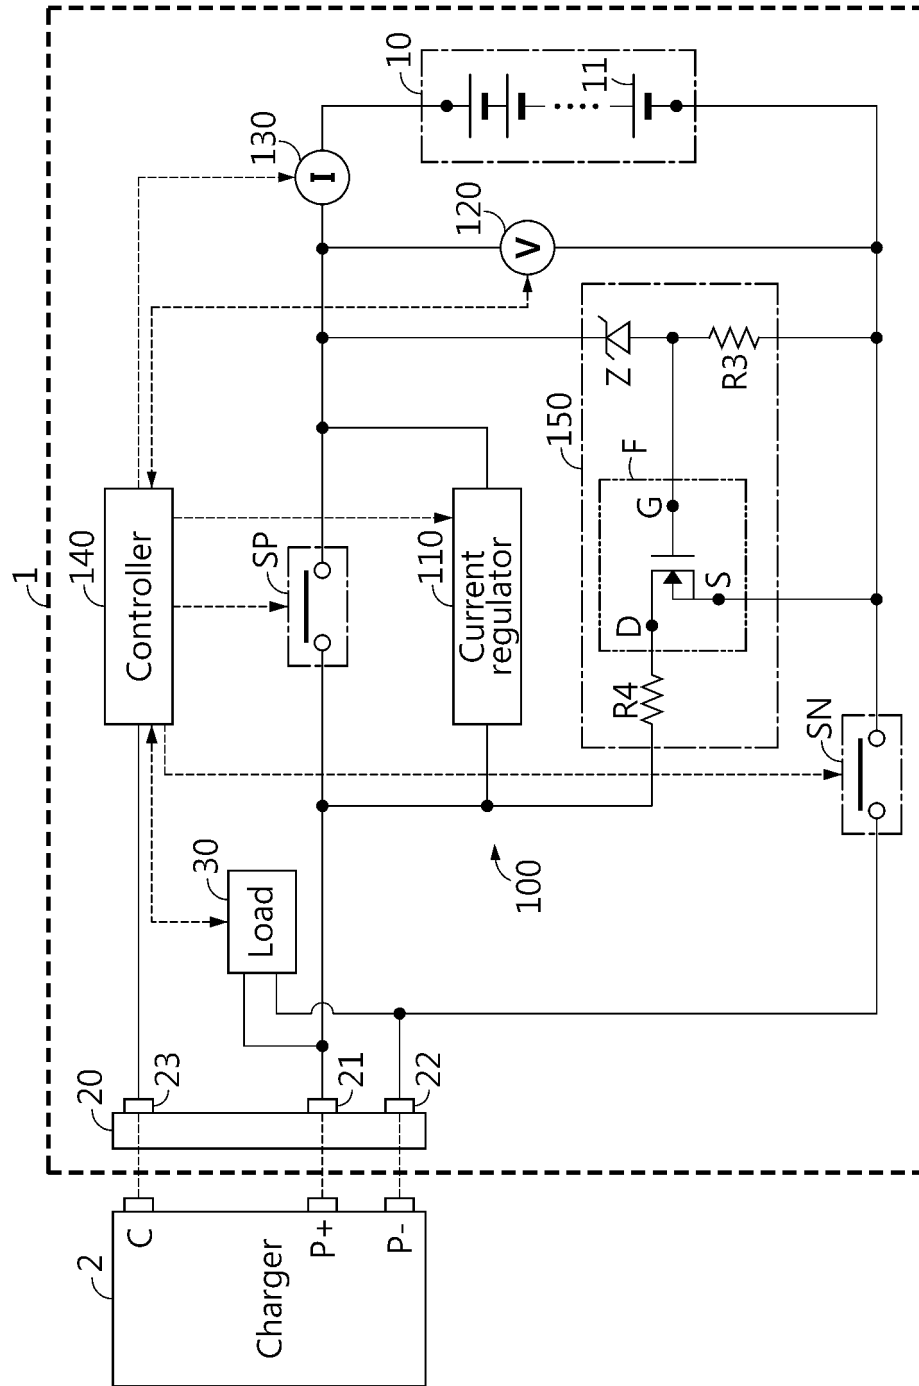 1
2
Charger
C
P+
P-
20
23
21
22
30
Load
140
Controller
130
I
120
V
10
11
SP
110
Current
regulator
100
150
F
G
D
S
Z
R3
R4
SN